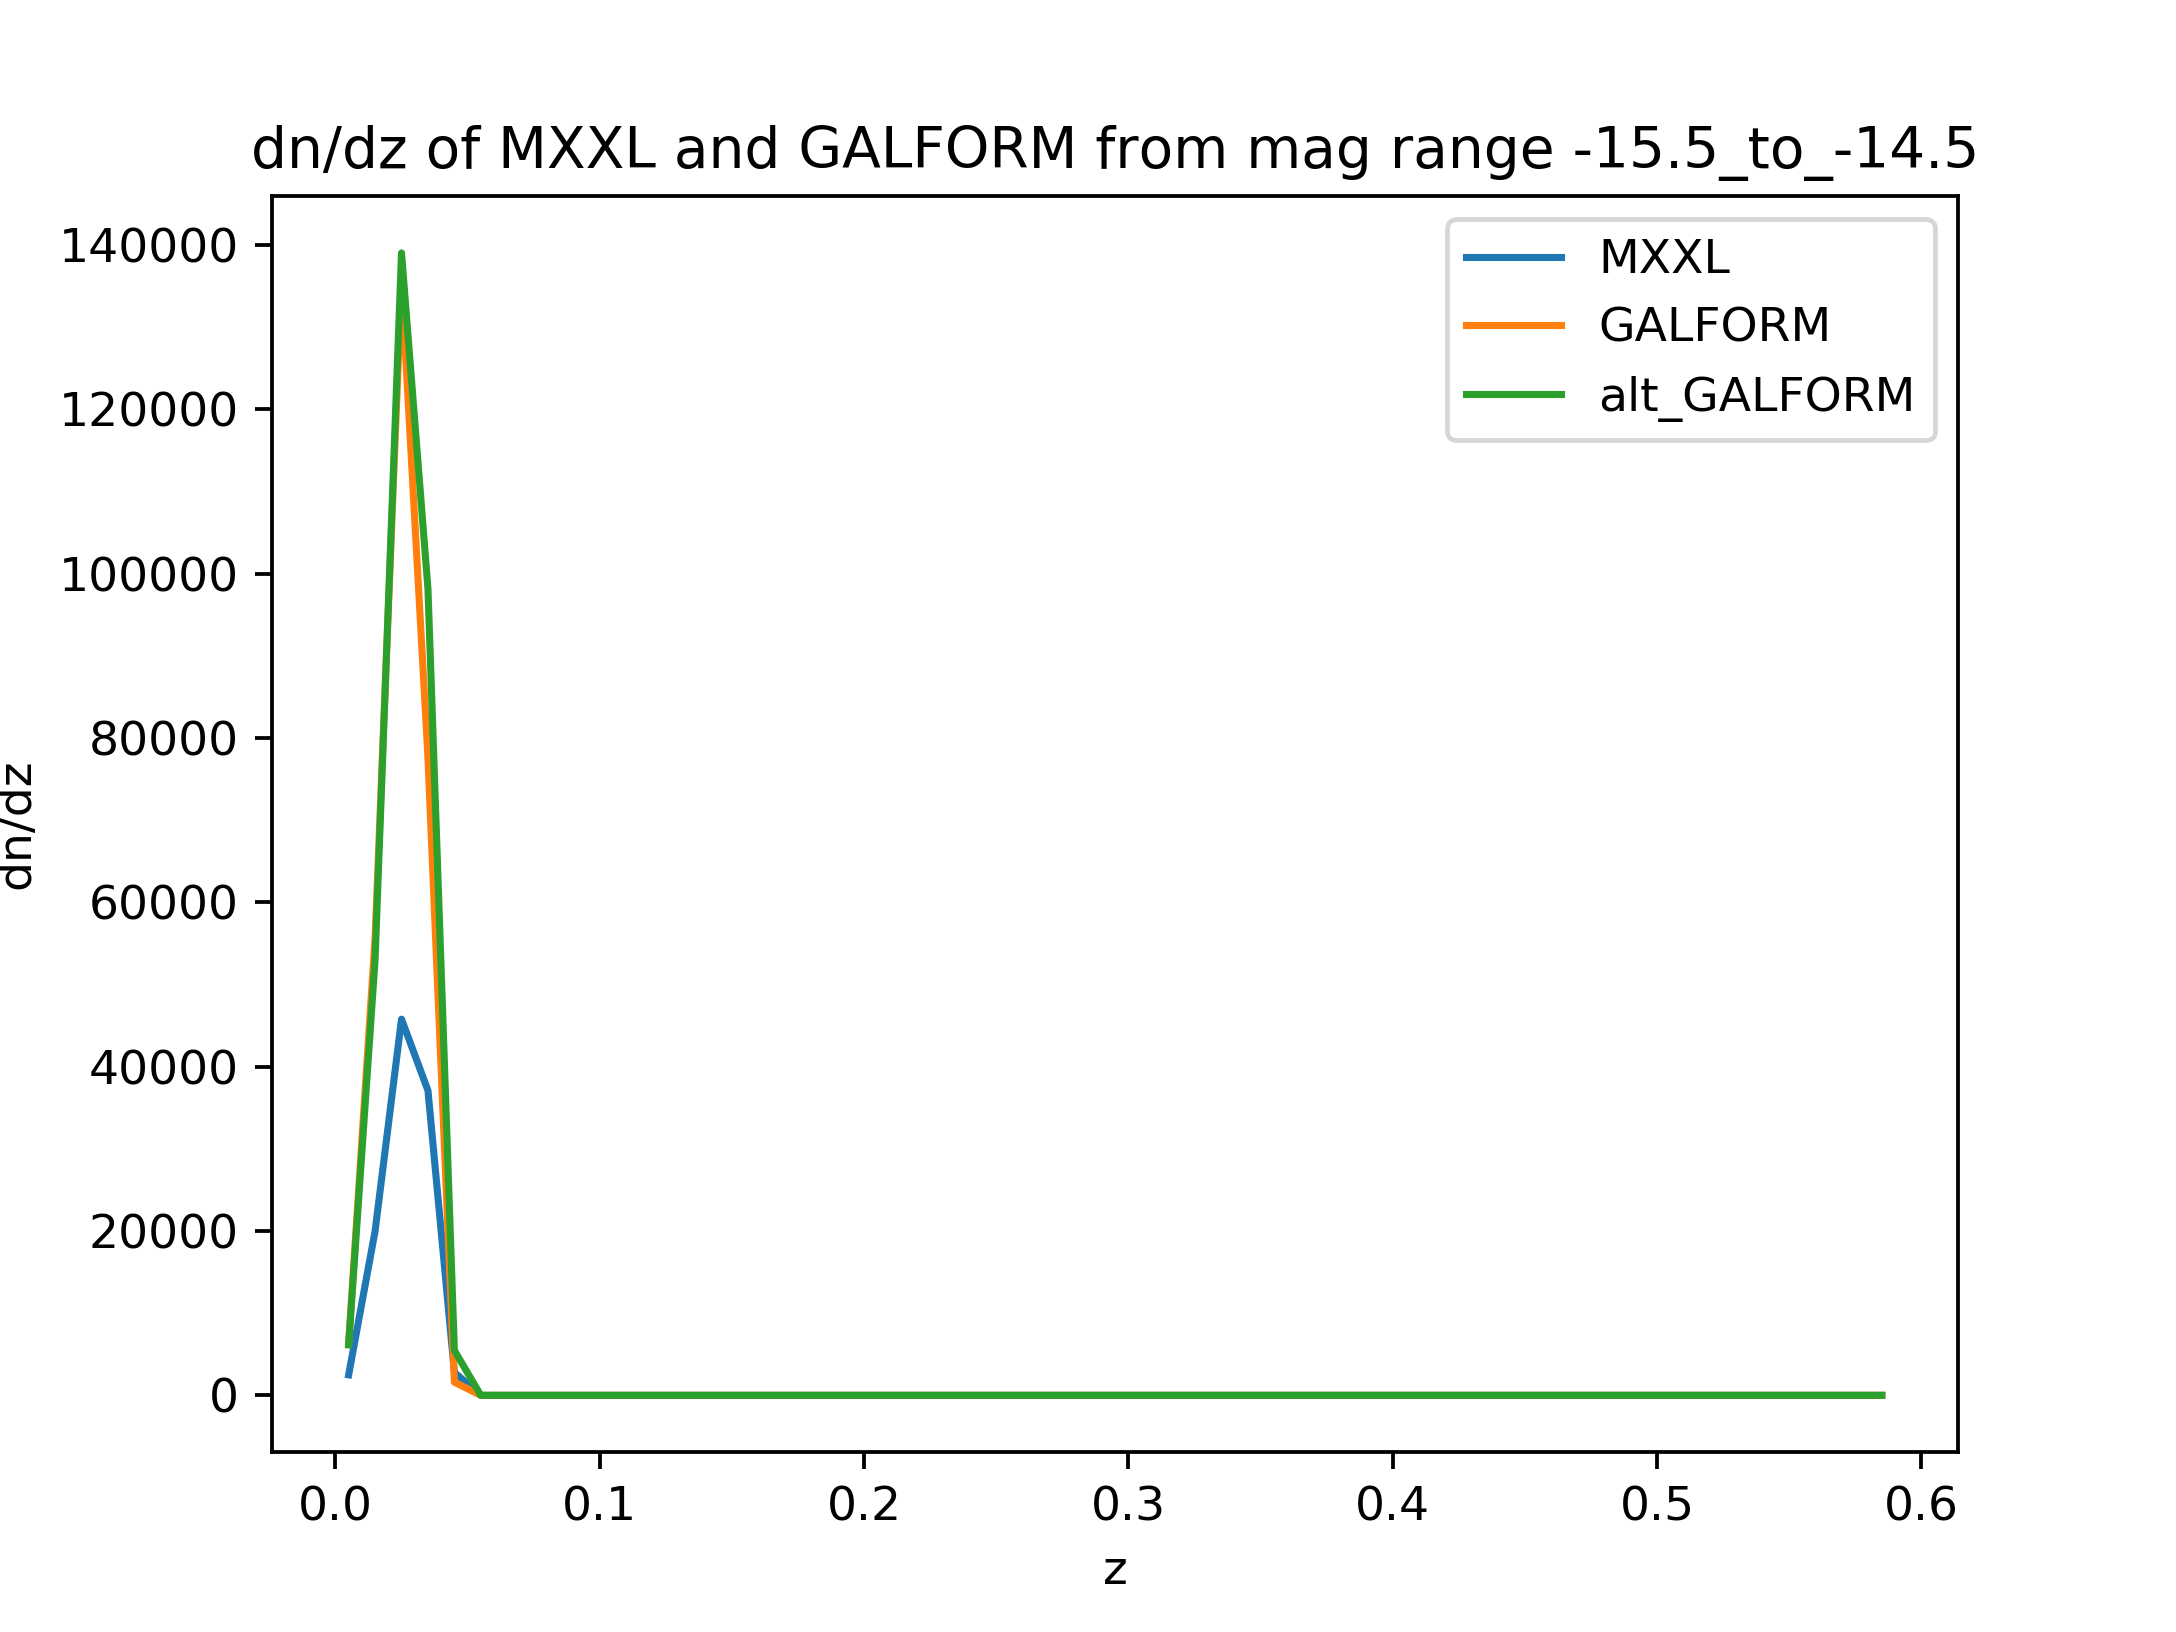 dn/dz of MXXL and GALFORM from mag range -15.5_to_-14.5
MXXL
GALFORM
alt_GALFORM
140000
120000
100000
80000
60000
40000
20000
0
dn/dz
0.0 0.1 0.2 0.3 0.4 0.5 0.6
z